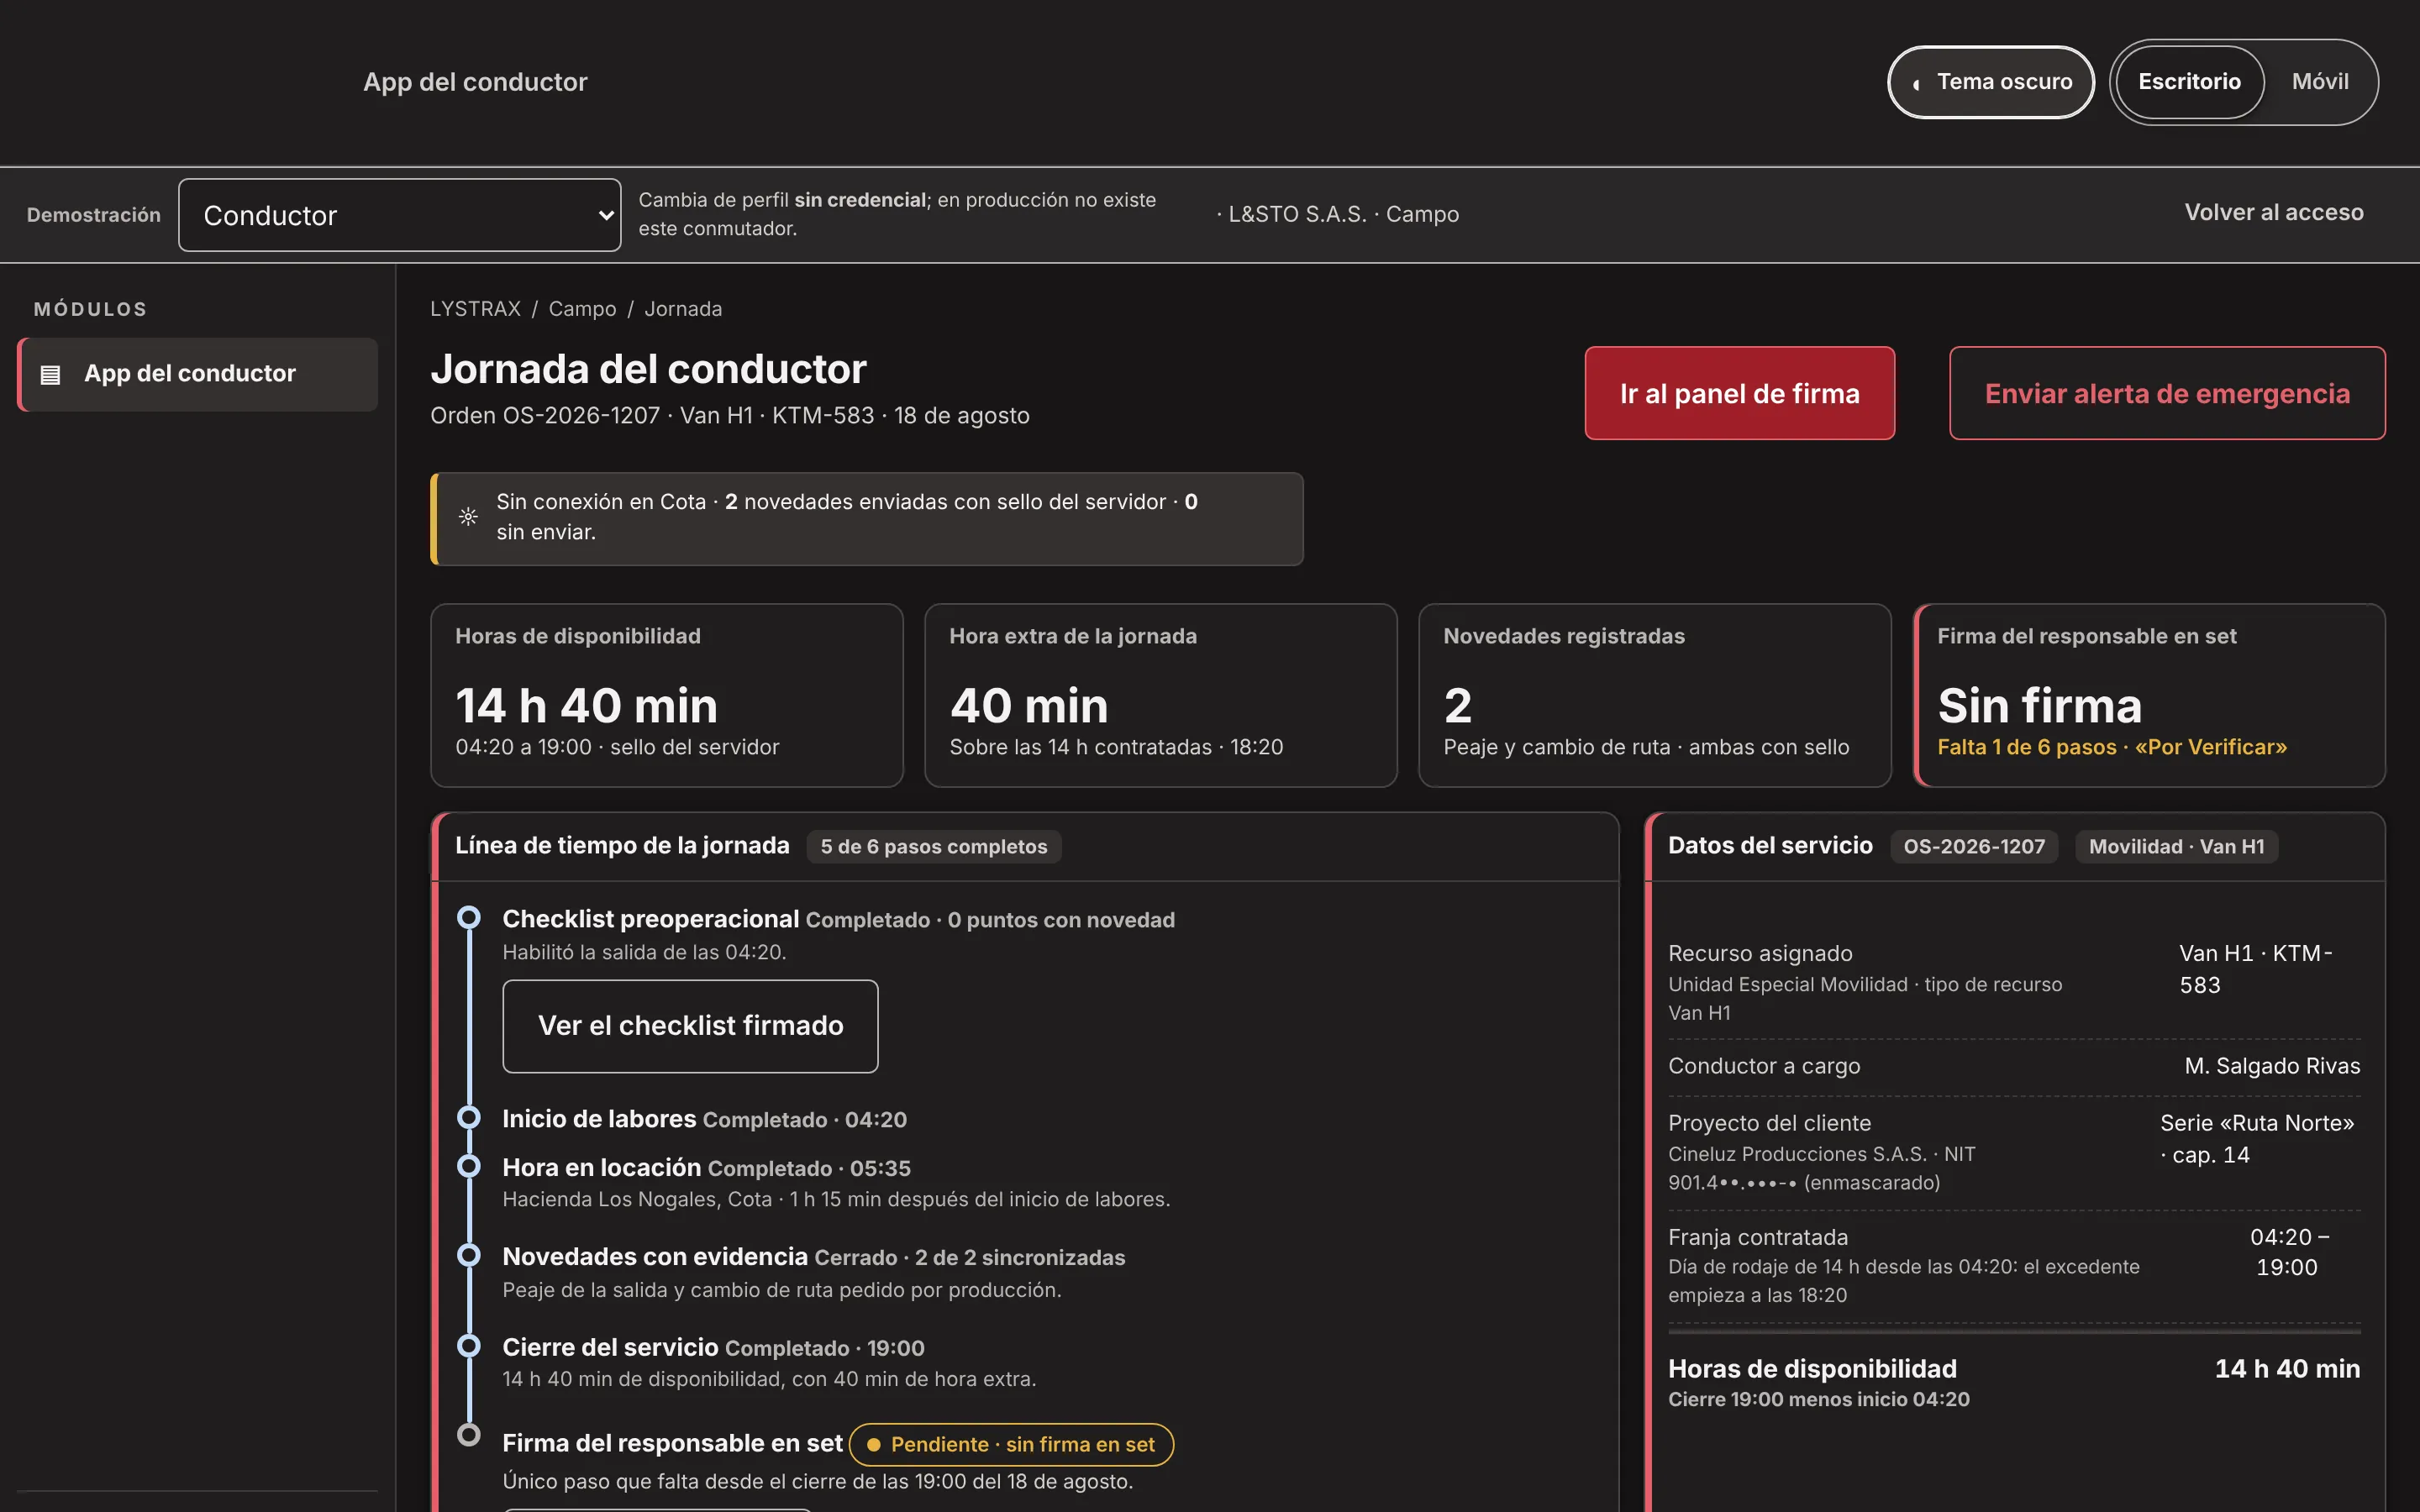 App del conductor
Tema oscuro
Escritorio
Móvil
Demostración
Conductor
Cambia de perfil sin credencial; en producción no existe
este conmutador.
· L&STO S.A.S. · Campo
Volver al acceso
MÓDULOS
App del conductor
LYSTRAX / Campo / Jornada
Jornada del conductor
Orden OS-2026-1207 · Van H1 · KTM-583 · 18 de agosto
Ir al panel de firma
Enviar alerta de emergencia
Sin conexión en Cota · 2 novedades enviadas con sello del servidor · 0
sin enviar.
Horas de disponibilidad
14 h 40 min
04:20 a 19:00 · sello del servidor
Hora extra de la jornada
40 min
Sobre las 14 h contratadas · 18:20
Novedades registradas
2
Peaje y cambio de ruta · ambas con sello
Firma del responsable en set
Sin firma
Falta 1 de 6 pasos · «Por Verificar»
Línea de tiempo de la jornada
5 de 6 pasos completos
Checklist preoperacional Completado · 0 puntos con novedad
Habilitó la salida de las 04:20.
Ver el checklist firmado
Inicio de labores Completado · 04:20
Hora en locación Completado · 05:35
Hacienda Los Nogales, Cota · 1 h 15 min después del inicio de labores.
Novedades con evidencia Cerrado · 2 de 2 sincronizadas
Peaje de la salida y cambio de ruta pedido por producción.
Cierre del servicio Completado · 19:00
14 h 40 min de disponibilidad, con 40 min de hora extra.
Firma del responsable en set Pendiente · sin firma en set
Único paso que falta desde el cierre de las 19:00 del 18 de agosto.
Datos del servicio
OS-2026-1207
Movilidad · Van H1
Recurso asignado
Unidad Especial Movilidad · tipo de recurso
Van H1
Van H1 · KTM-
583
Conductor a cargo
M. Salgado Rivas
Proyecto del cliente
Cineluz Producciones S.A.S. · NIT
901.4••.•••-• (enmascarado)
Serie «Ruta Norte»
· cap. 14
Franja contratada
Día de rodaje de 14 h desde las 04:20: el excedente
empieza a las 18:20
04:20 –
19:00
Horas de disponibilidad
14 h 40 min
Cierre 19:00 menos inicio 04:20